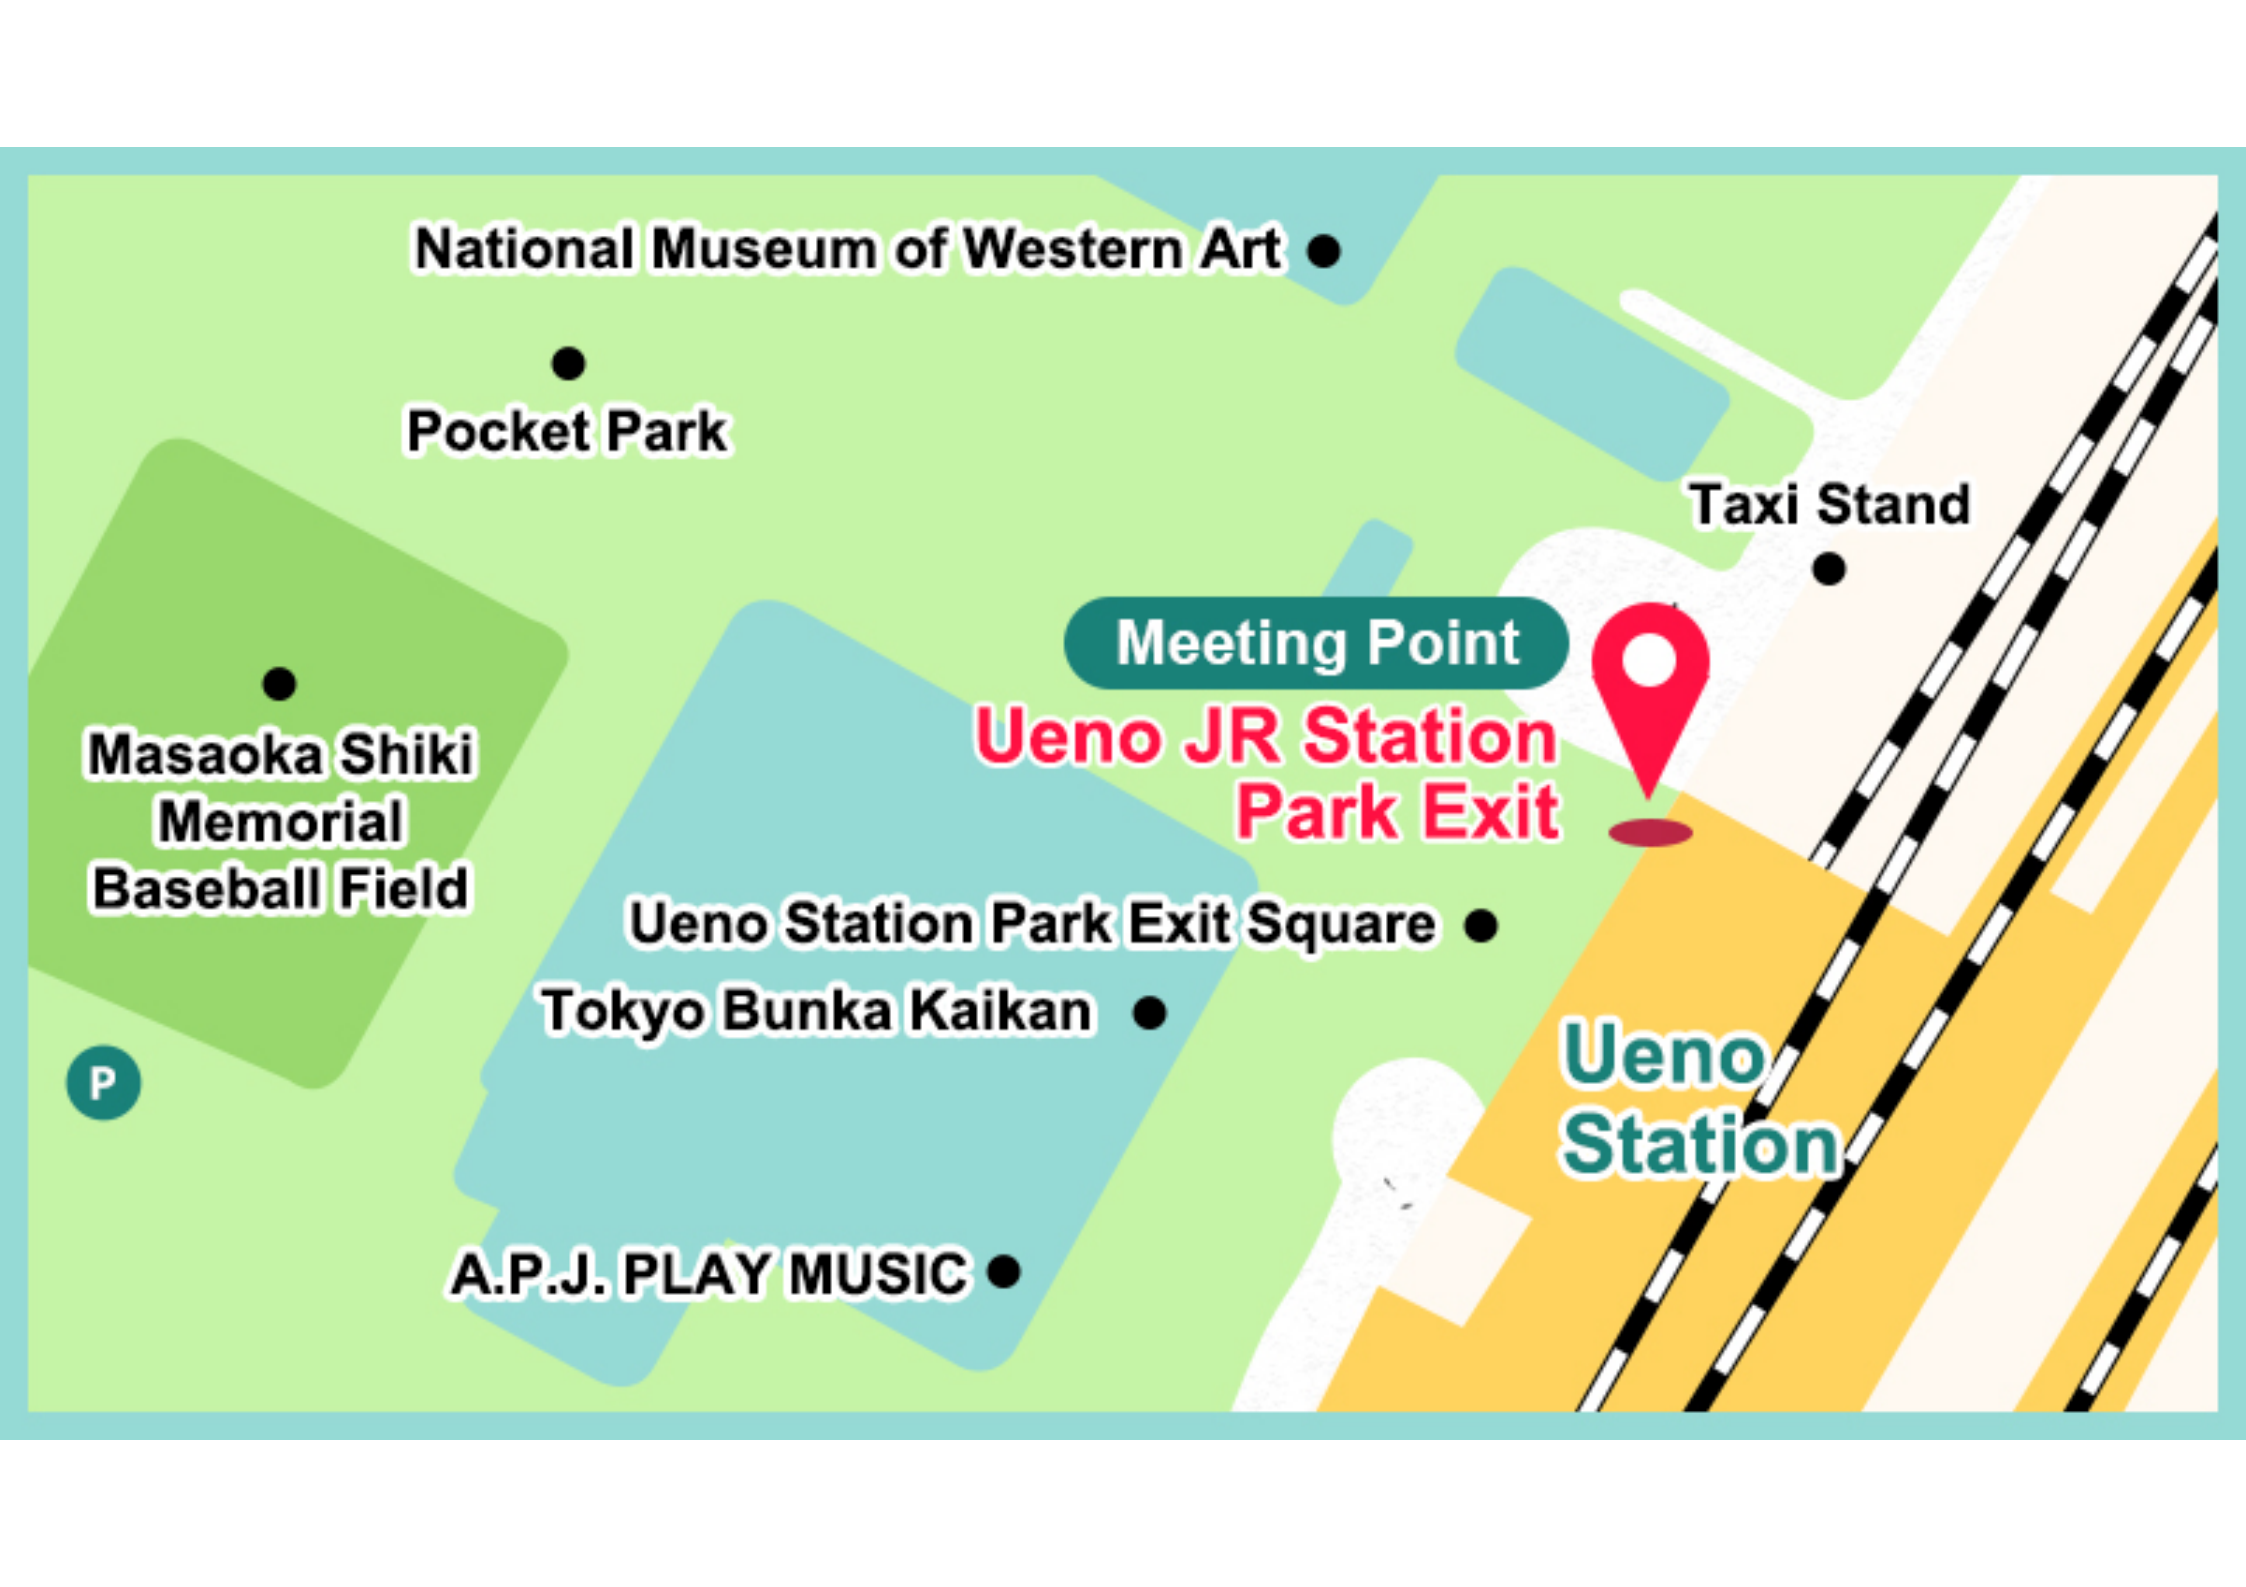 National Museum of Western Art
Pocket Park
Taxi Stand
Meeting Point
Ueno JR Station
Park Exit
Masaoka Shiki
Memorial
Baseball Field
Ueno Station Park Exit Square
Tokyo Bunka Kaikan
Ueno
Station
P
A.P.J. PLAY MUSIC